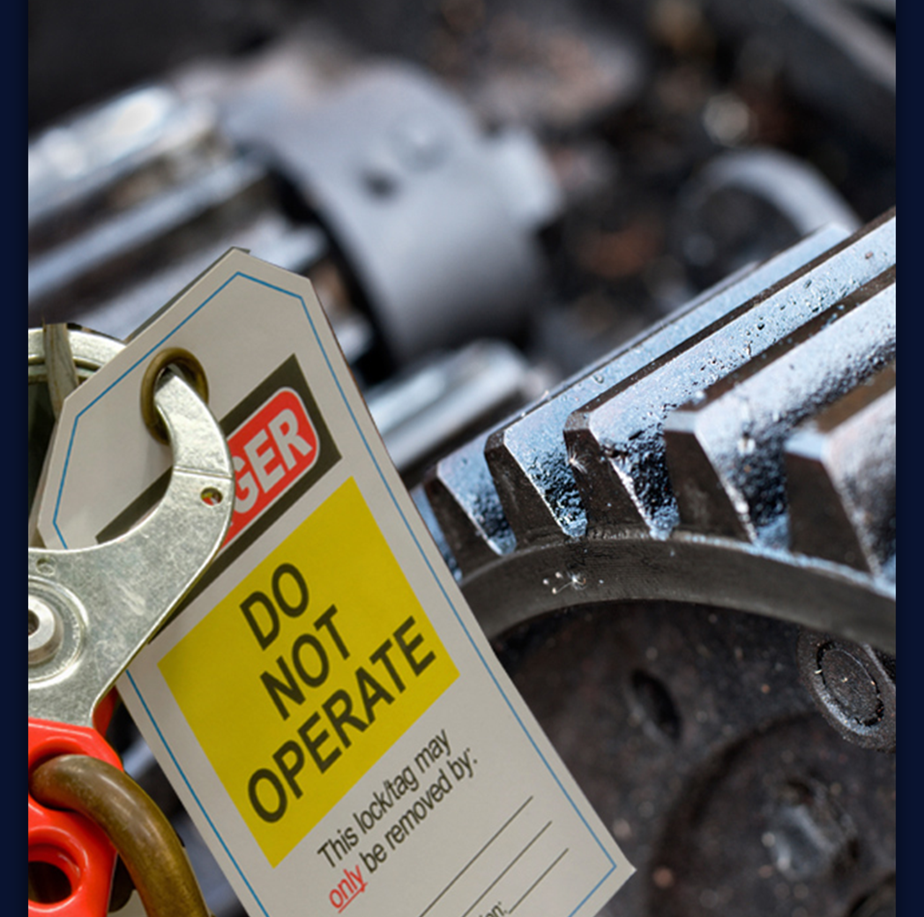 GER
DO
NOT
OPERATE
This lock/tag may
only be removed by: